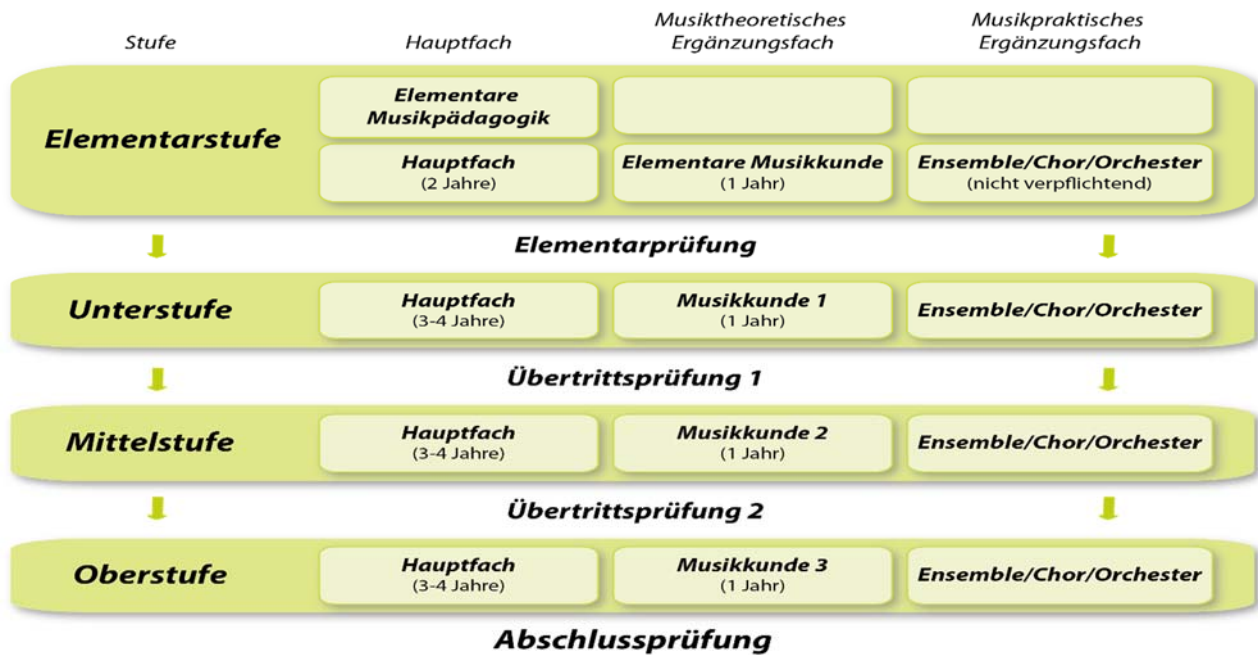 Stufe
Hauptfach
Musiktheoretisches
Ergänzungsfach
Musikpraktisches
Ergänzungsfach
Elementarstufe
Elementare
Musikpädagogik
Hauptfach
(2 Jahre)
Elementare Musikkunde
(1 Jahr)
Ensemble/Chor/Orchester
(nicht verpflichtend)
Elementarprüfung
Unterstufe
Hauptfach
(3-4 Jahre)
Musikkunde 1
(1 Jahr)
Ensemble/Chor/Orchester
Übertrittsprüfung 1
Mittelstufe
Hauptfach
(3-4 Jahre)
Musikkunde 2
(1 Jahr)
Ensemble/Chor/Orchester
Übertrittsprüfung 2
Oberstufe
Hauptfach
(3-4 Jahre)
Musikkunde 3
(1 Jahr)
Ensemble/Chor/Orchester
Abschlussprüfung